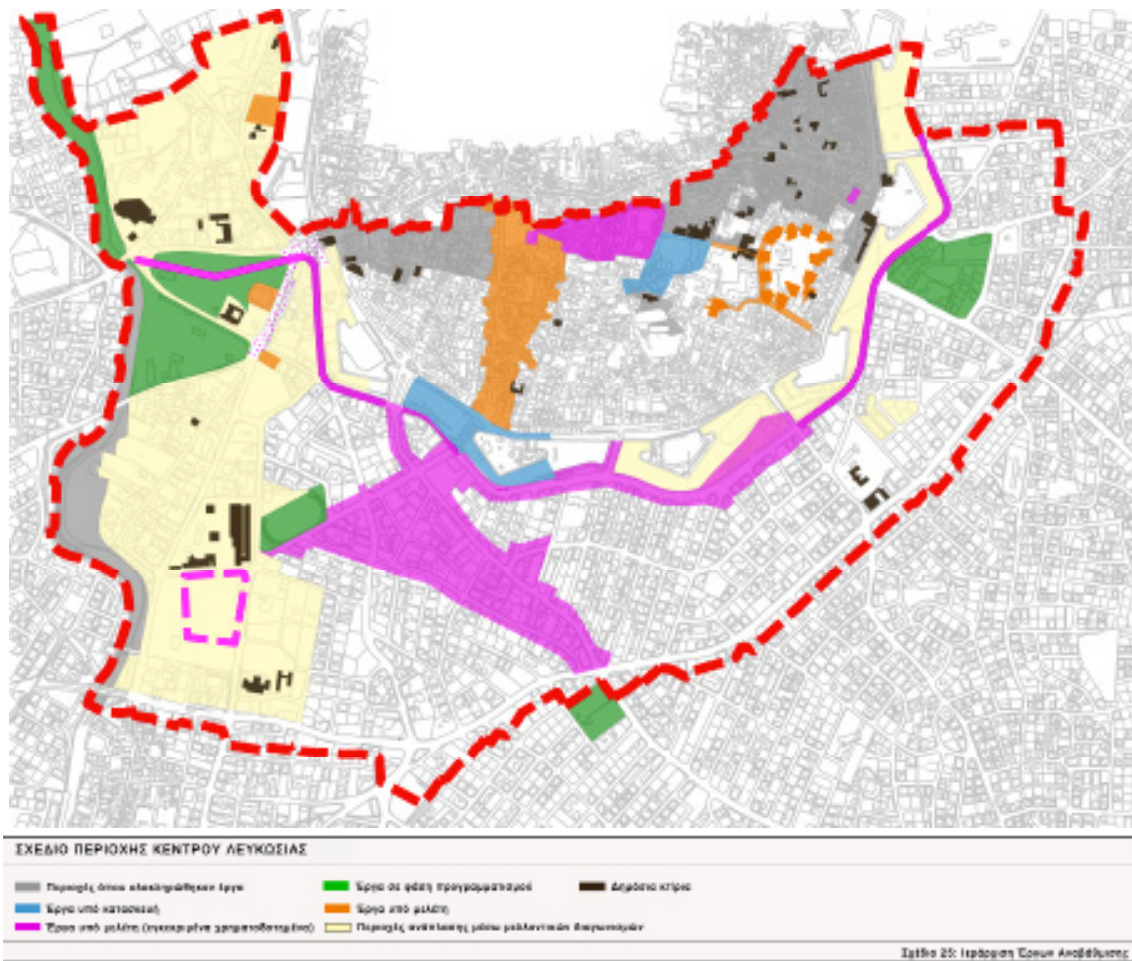 ΣΧΕΔΙΟ ΠΕΡΙΟΧΗΣ ΚΕΝΤΡΟΥ ΛΕΥΚΩΣΙΑΣ
Περιοχές όπου ολοκληρώθηκαν έργα
Έργα σε φάση προγραμματισμού
Δημόσια κτίρια
Έργα υπό κατασκευή
Έργα υπό μελέτη
Έργα υπό μελέτη (εγκεκριμένα χρηματοδοτημένα)
Περιοχές ανάπλασης μέσω μελλοντικών διαγωνισμών
Σχέδιο 25: Ιεράρχηση Έργων Αναβάθμισης